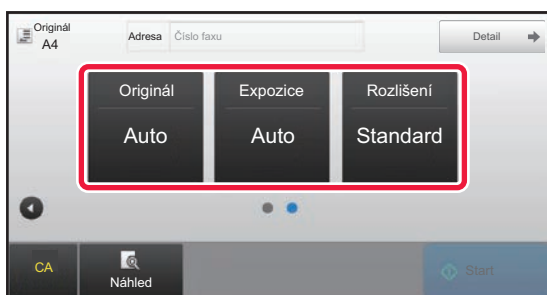 Originál
A4
Adresa Číslo faxu
Detail
Originál Expozice Rozlišení
Auto Auto Standard
CA
Náhled
Start